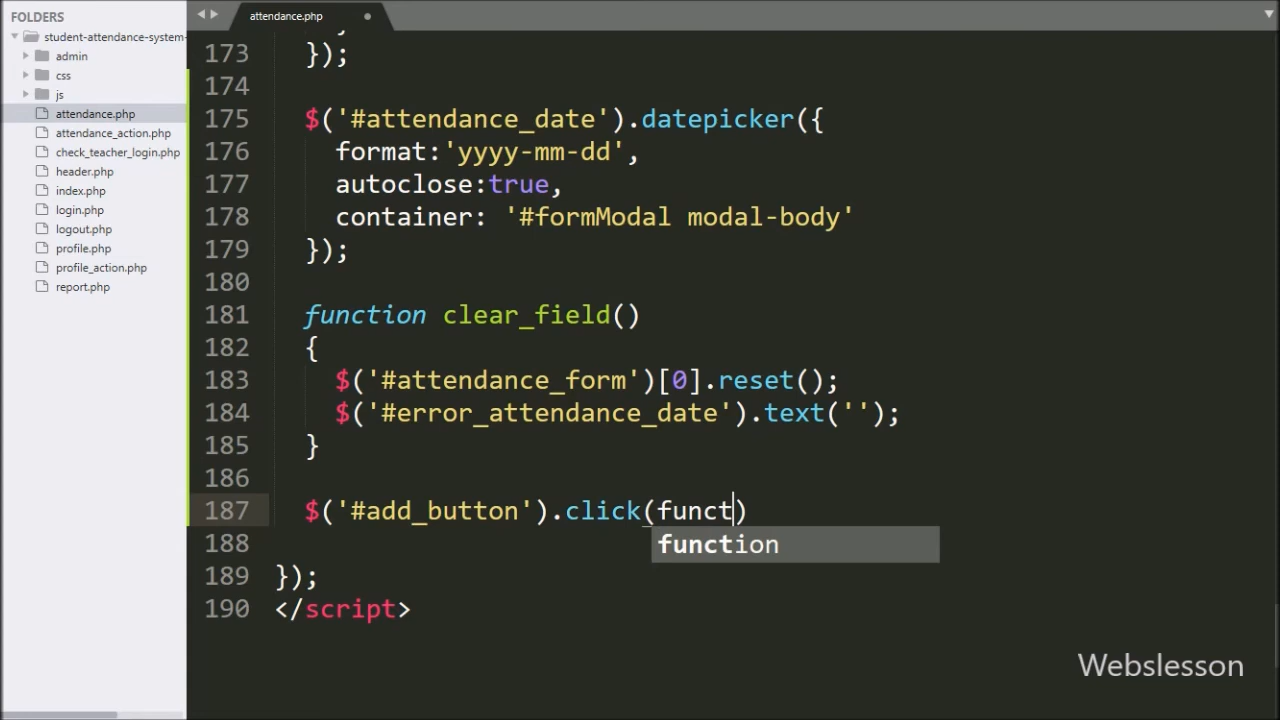 FOLDERS
student-attendance-system-
admin
css
js
attendance.php
attendance_action.php
check_teacher_login.php
header.php
index.php
login.php
logout.php
profile.php
profile_action.php
report.php
attendance.php
173 });
174
175 $('#attendance_date').datepicker({
176 format:'yyyy-mm-dd',
177 autoclose:true,
178 container: '#formModal modal-body'
179 });
180
181 function clear_field()
182 {
183 $('#attendance_form')[0].reset();
184 $('#error_attendance_date').text('');
185 }
186
187 $('#add_button').click(funct)
function
188
189 });
190 </script>
Webslesson